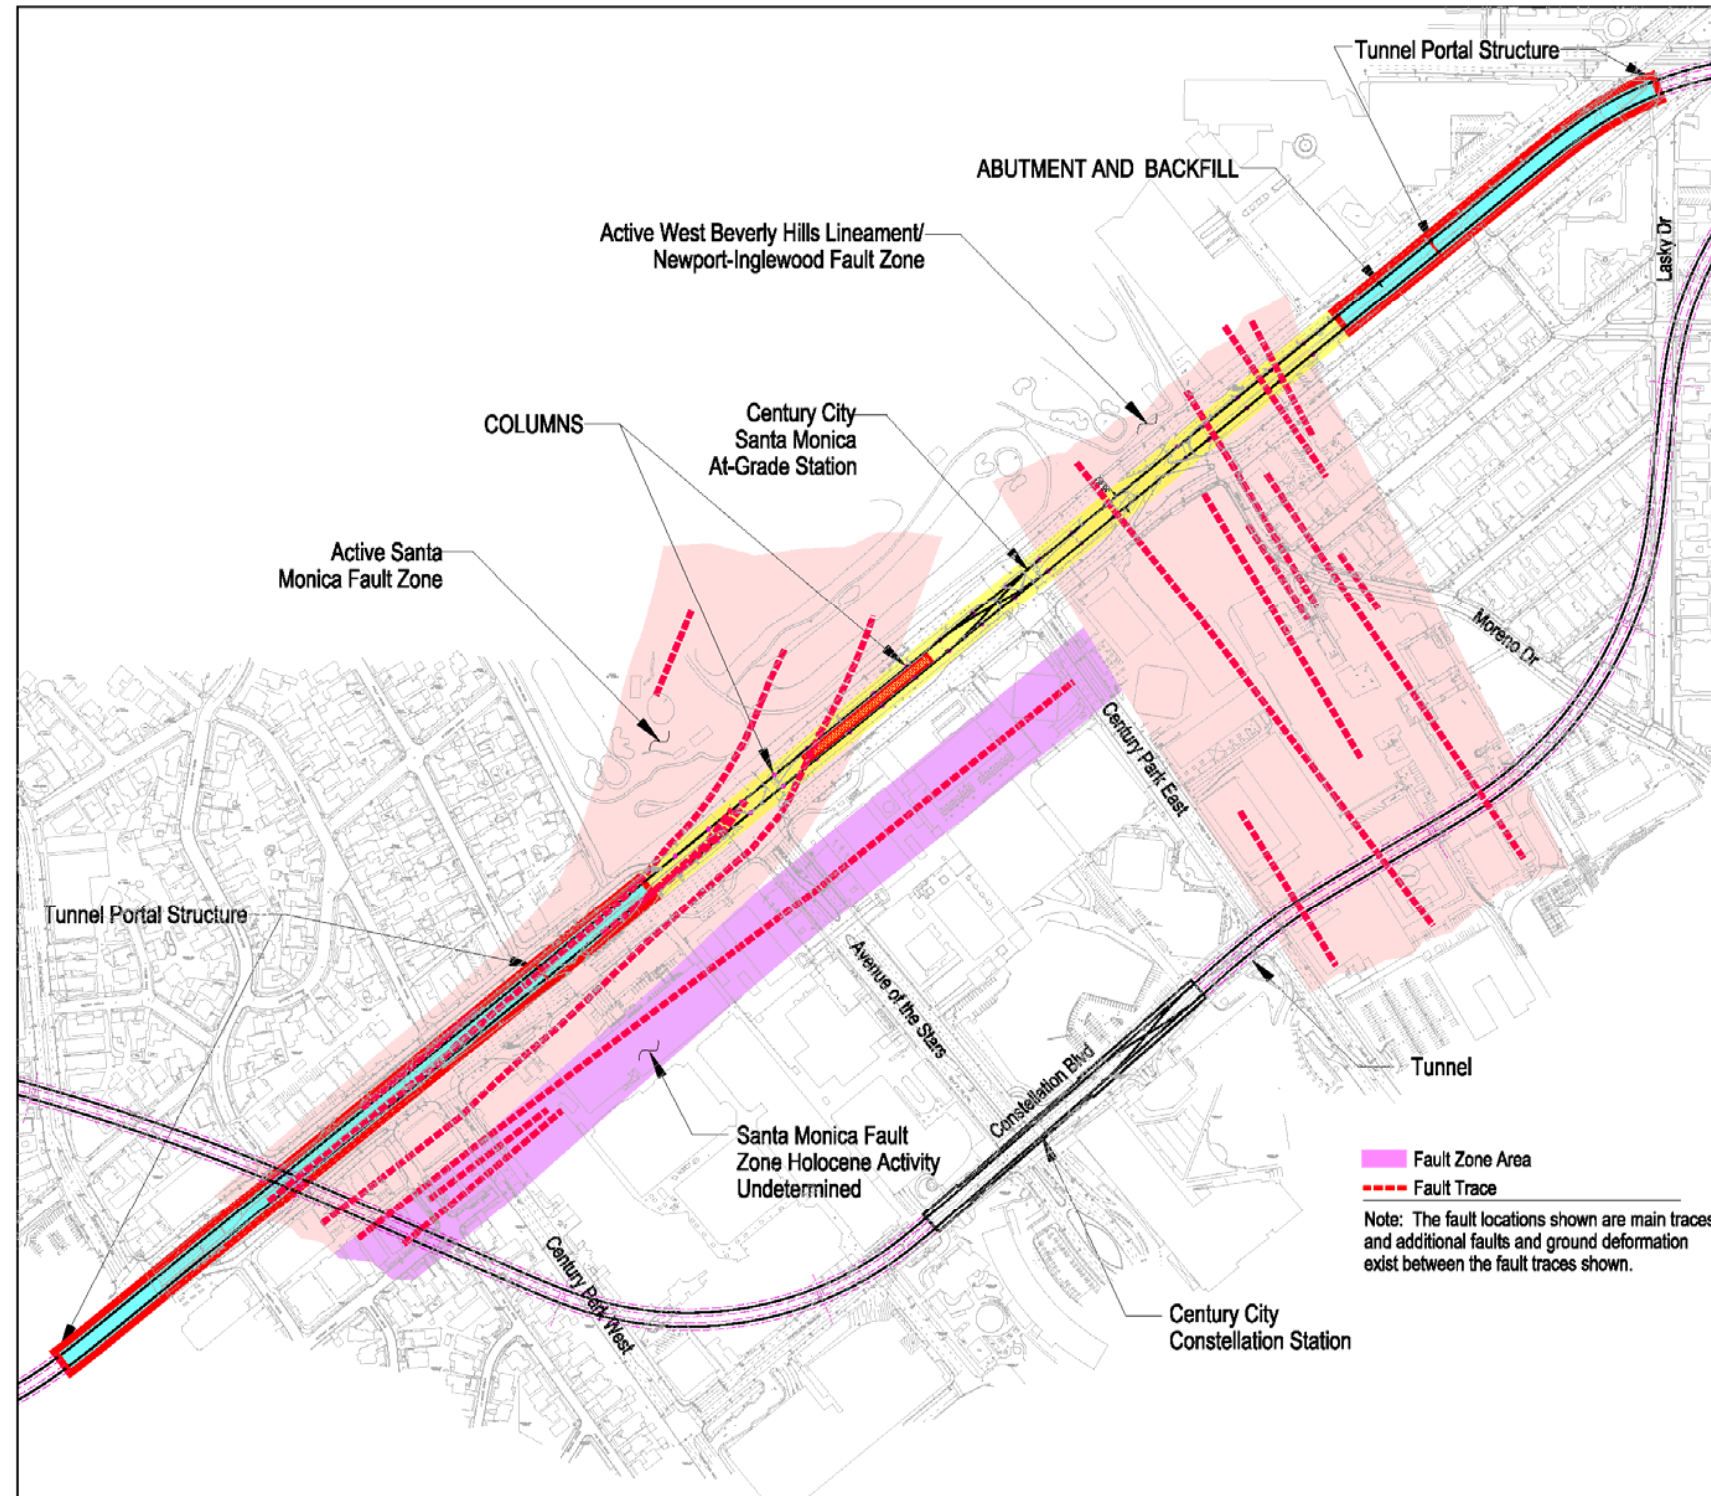 Tunnel Portal Structure
ABUTMENT AND BACKFILL
Active West Beverly Hills Lineament/
Newport-Inglewood Fault Zone
Lasky Dr
COLUMNS
Century City
Santa Monica
At-Grade Station
Active Santa
Monica Fault Zone
Moreno Dr
Century Park East
Tunnel Portal Structure
Avenue of the Stars
Constellation Blvd
Tunnel
Santa Monica Fault
Zone Holocene Activity
Undetermined
Fault Zone Area
Fault Trace
Note: The fault locations shown are main traces
and additional faults and ground deformation
exist between the fault traces shown.
Century Park West
Century City
Constellation Station